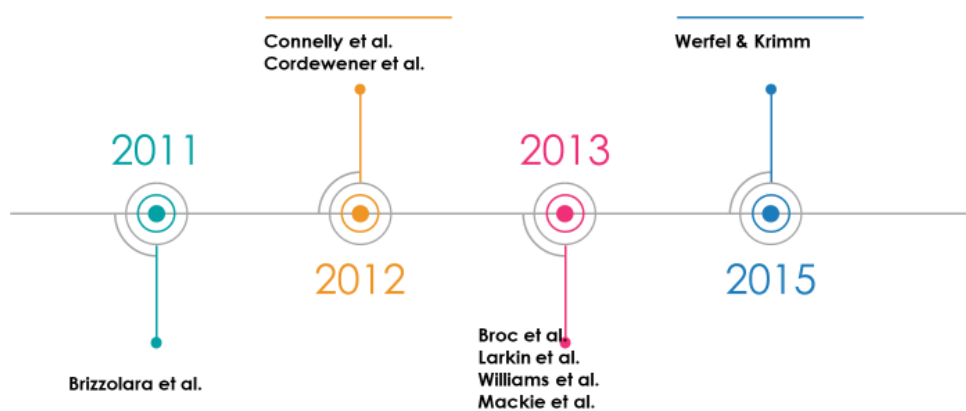 Connelly et al.
Cordewener et al.
Werfel & Krimm
2011
2013
2012
2015
Broc et al.
Larkin et al.
Williams et al.
Mackie et al.
Brizzolara et al.